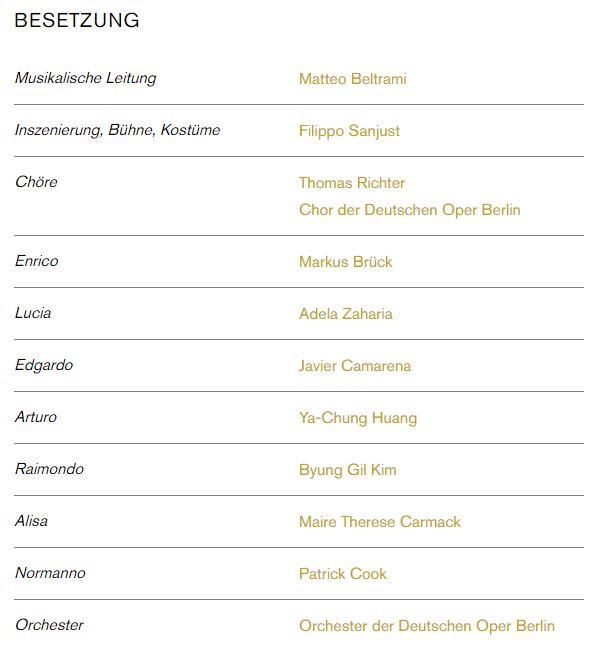 BESETZUNG
Musikalische Leitung Matteo Beltrami
Inszenierung, Bühne, Kostüme Filippo Sanjust
Chöre Thomas Richter
Chor der Deutschen Oper Berlin
Enrico Markus Brück
Lucia Adela Zaharia
Edgardo Javier Camarena
Arturo Ya-Chung Huang
Raimondo Byung Gil Kim
Alisa Maire Therese Carmack
Normanno Patrick Cook
Orchester Orchester der Deutschen Oper Berlin